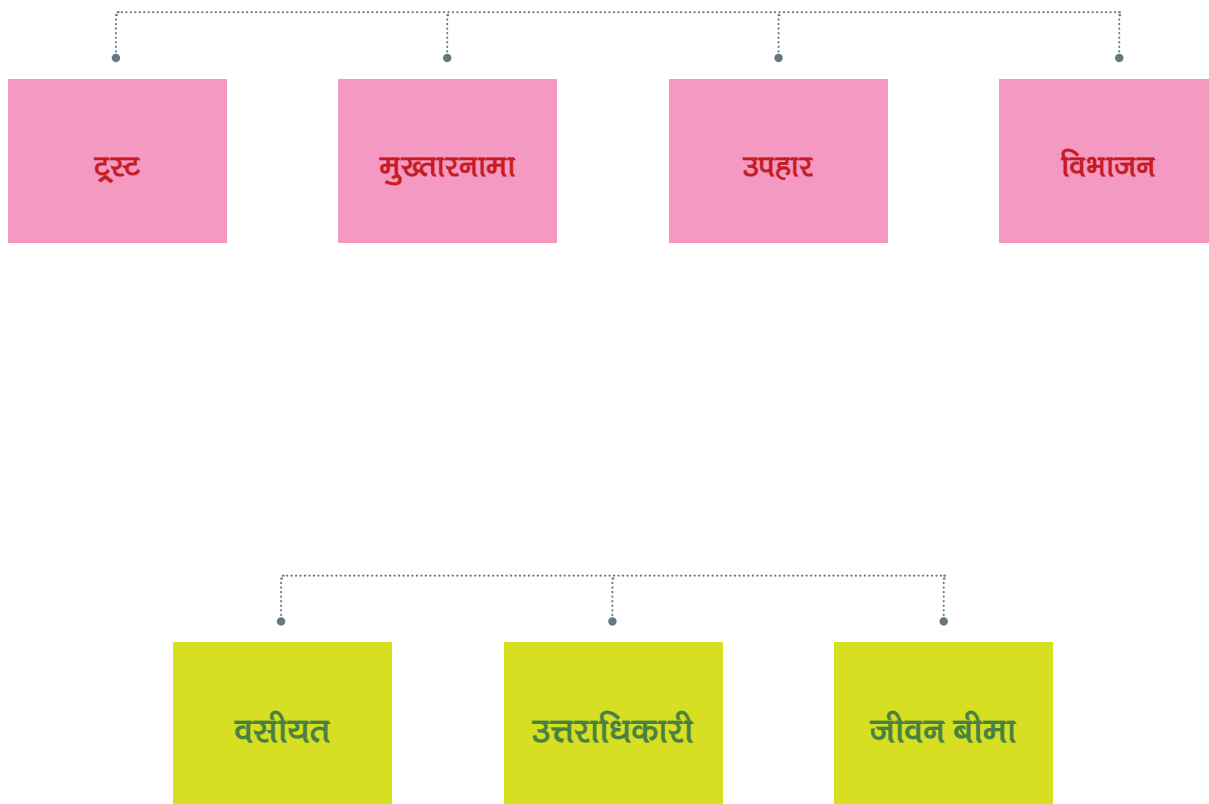 ट्रस्ट
मुख्तारनामा
उपहार
विभाजन
वसीयत
उत्तराधिकारी
जीवन बीमा